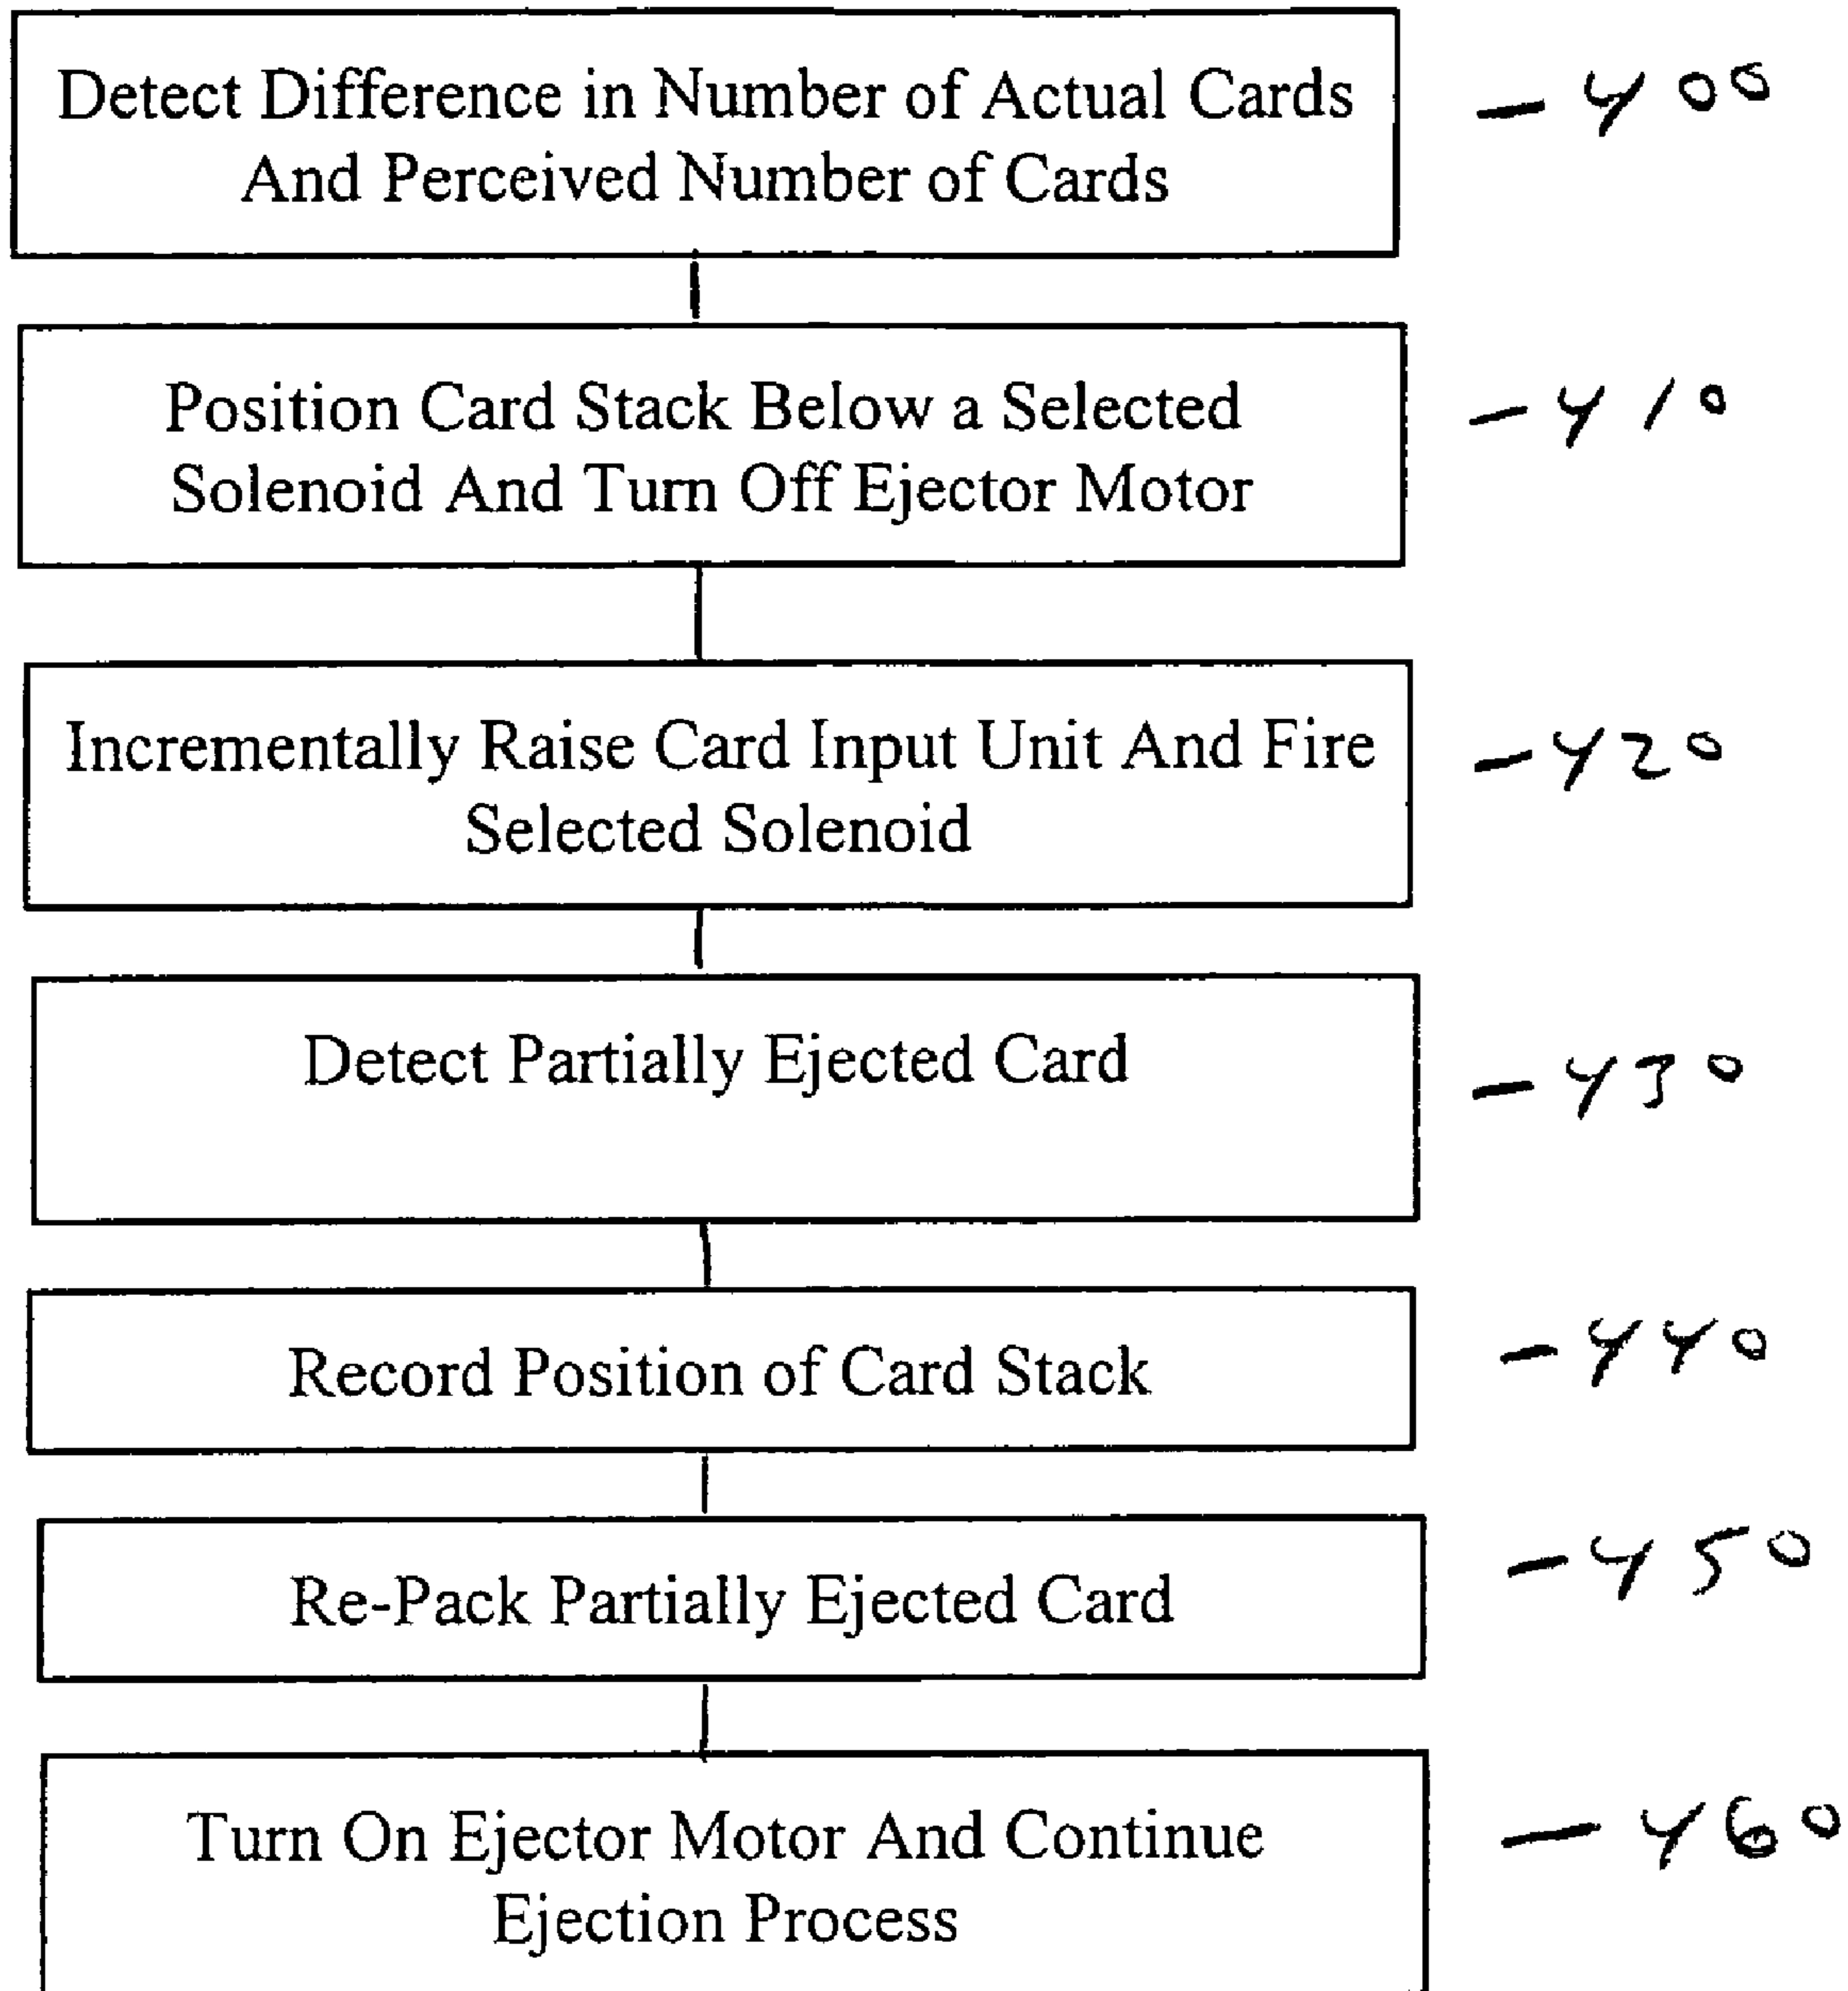 Detect Difference in Number of Actual Cards
And Perceived Number of Cards
-400
Position Card Stack Below a Selected
Solenoid And Turn Off Ejector Motor
-410
Incrementally Raise Card Input Unit And Fire
Selected Solenoid
-420
Detect Partially Ejected Card
-430
Record Position of Card Stack
-440
Re-Pack Partially Ejected Card
-450
Turn On Ejector Motor And Continue
Ejection Process
-460